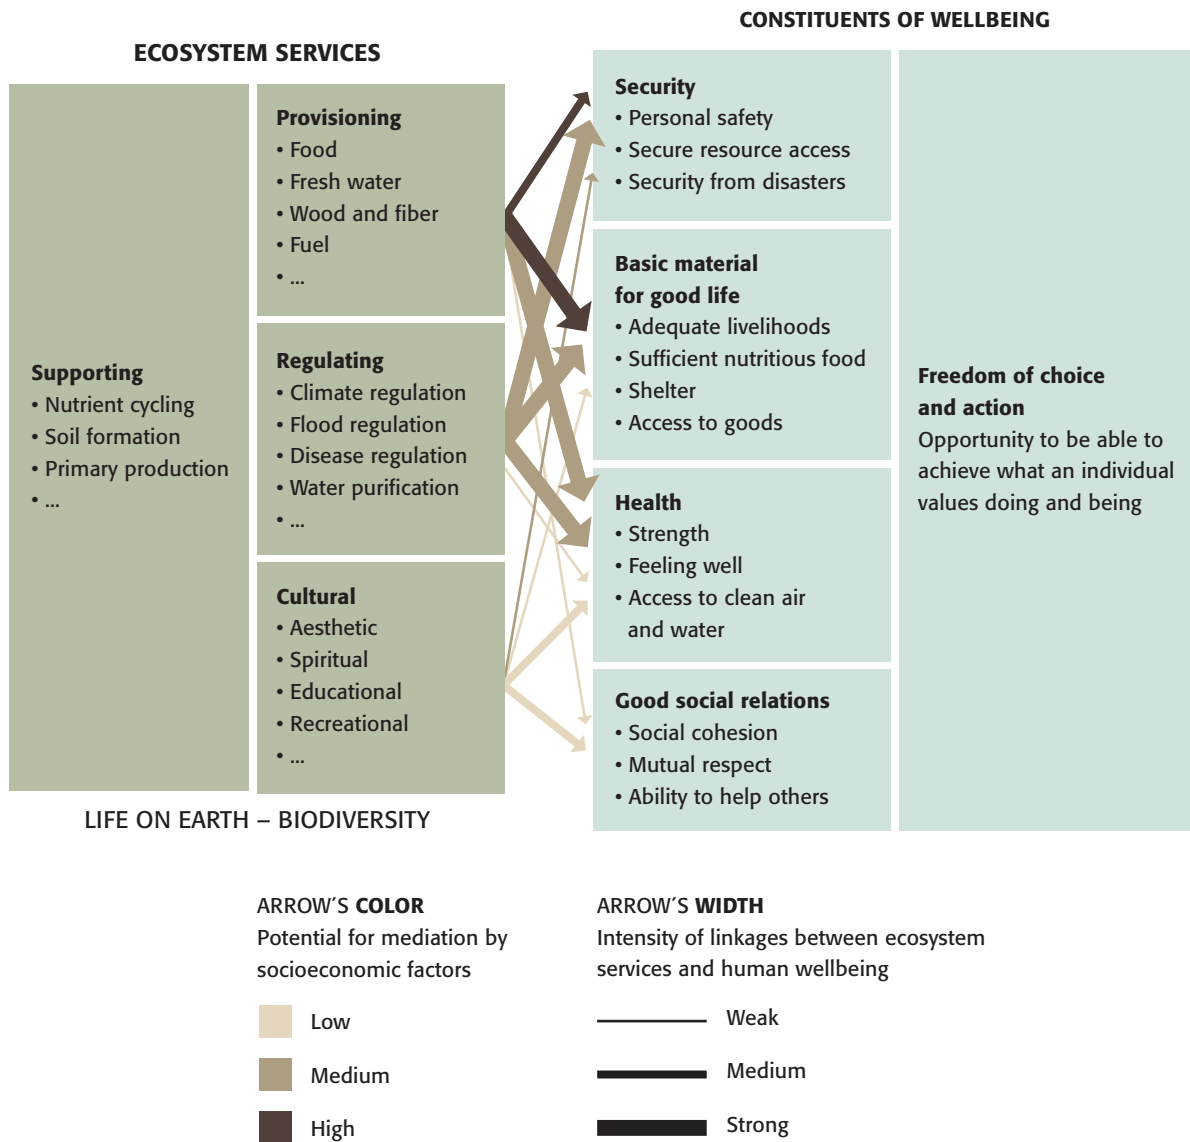 ECOSYSTEM SERVICES
Supporting
• Nutrient cycling
• Soil formation
• Primary production
• ...
Provisioning
• Food
• Fresh water
• Wood and fiber
• Fuel
• ...
Regulating
• Climate regulation
• Flood regulation
• Disease regulation
• Water purification
• ...
Cultural
• Aesthetic
• Spiritual
• Educational
• Recreational
• ...
LIFE ON EARTH – BIODIVERSITY
CONSTITUENTS OF WELLBEING
Security
• Personal safety
• Secure resource access
• Security from disasters
Basic material
for good life
• Adequate livelihoods
• Sufficient nutritious food
• Shelter
• Access to goods
Health
• Strength
• Feeling well
• Access to clean air
and water
Good social relations
• Social cohesion
• Mutual respect
• Ability to help others
Freedom of choice
and action
Opportunity to be able to
achieve what an individual
values doing and being
ARROW´S COLOR
Potential for mediation by
socioeconomic factors
Low
Medium
High
ARROW´S WIDTH
Intensity of linkages between ecosystem
services and human wellbeing
Weak
Medium
Strong